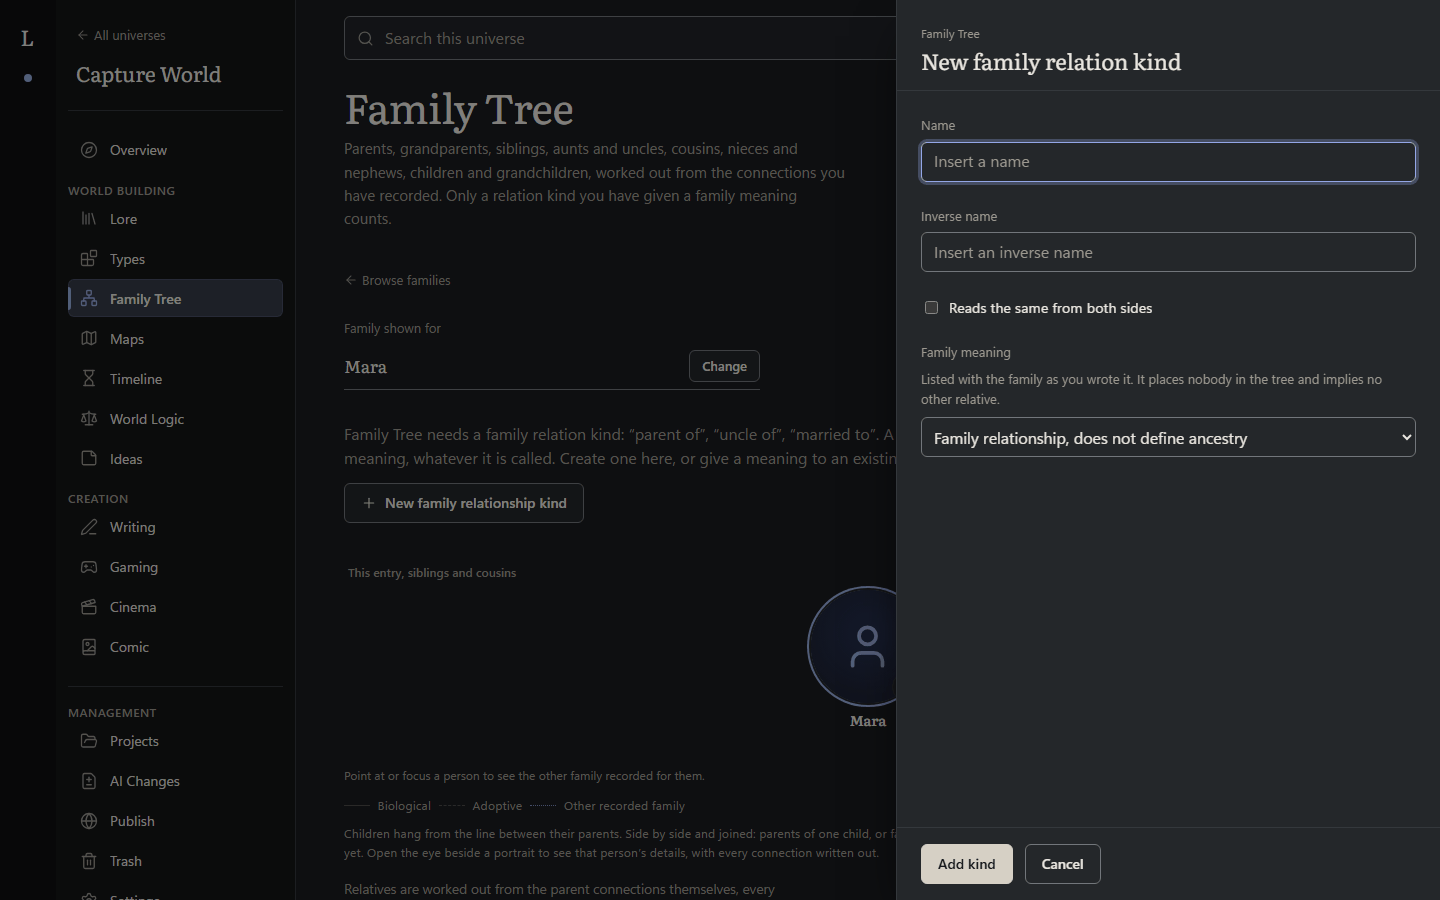 L
All universes
Capture World
Overview
WORLD BUILDING
Lore
Types
Family Tree
Maps
Timeline
World Logic
Ideas
CREATION
Writing
Gaming
Cinema
Comic
MANAGEMENT
Projects
AI Changes
Publish
Trash
Settings
Search this universe
Family Tree
Parents, grandparents, siblings, aunts and uncles, cousins, nieces and
nephews, children and grandchildren, worked out from the connections you
have recorded. Only a relation kind you have given a family meaning
counts.
Browse families
Family shown for
Mara
Change
Family Tree needs a family relation kind: “parent of”, “uncle of”, “married to”. A
meaning, whatever it is called. Create one here, or give a meaning to an existin
New family relationship kind
This entry, siblings and cousins
Mara
Point at or focus a person to see the other family recorded for them.
Biological
Adoptive
Other recorded family
Children hang from the line between their parents. Side by side and joined: parents of one child, or fa
yet. Open the eye beside a portrait to see that person's details, with every connection written out.
Relatives are worked out from the parent connections themselves, every
Family Tree
New family relation kind
Name
Insert a name
Inverse name
Insert an inverse name
Reads the same from both sides
Family meaning
Listed with the family as you wrote it. It places nobody in the tree and implies no
other relative.
Family relationship, does not define ancestry
Add kind
Cancel